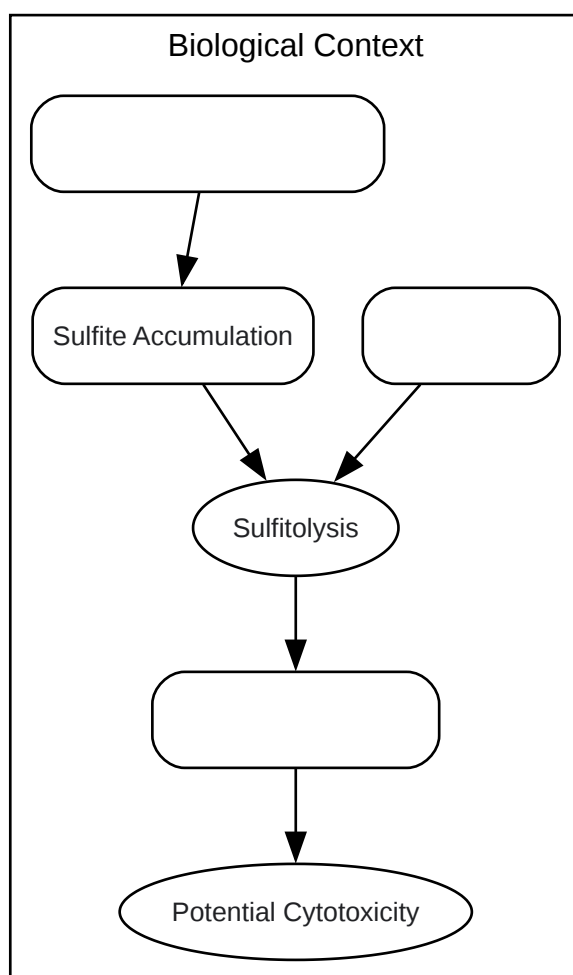 Biological Context
Sulfite Accumulation
Sulfitolysis
Potential Cytotoxicity